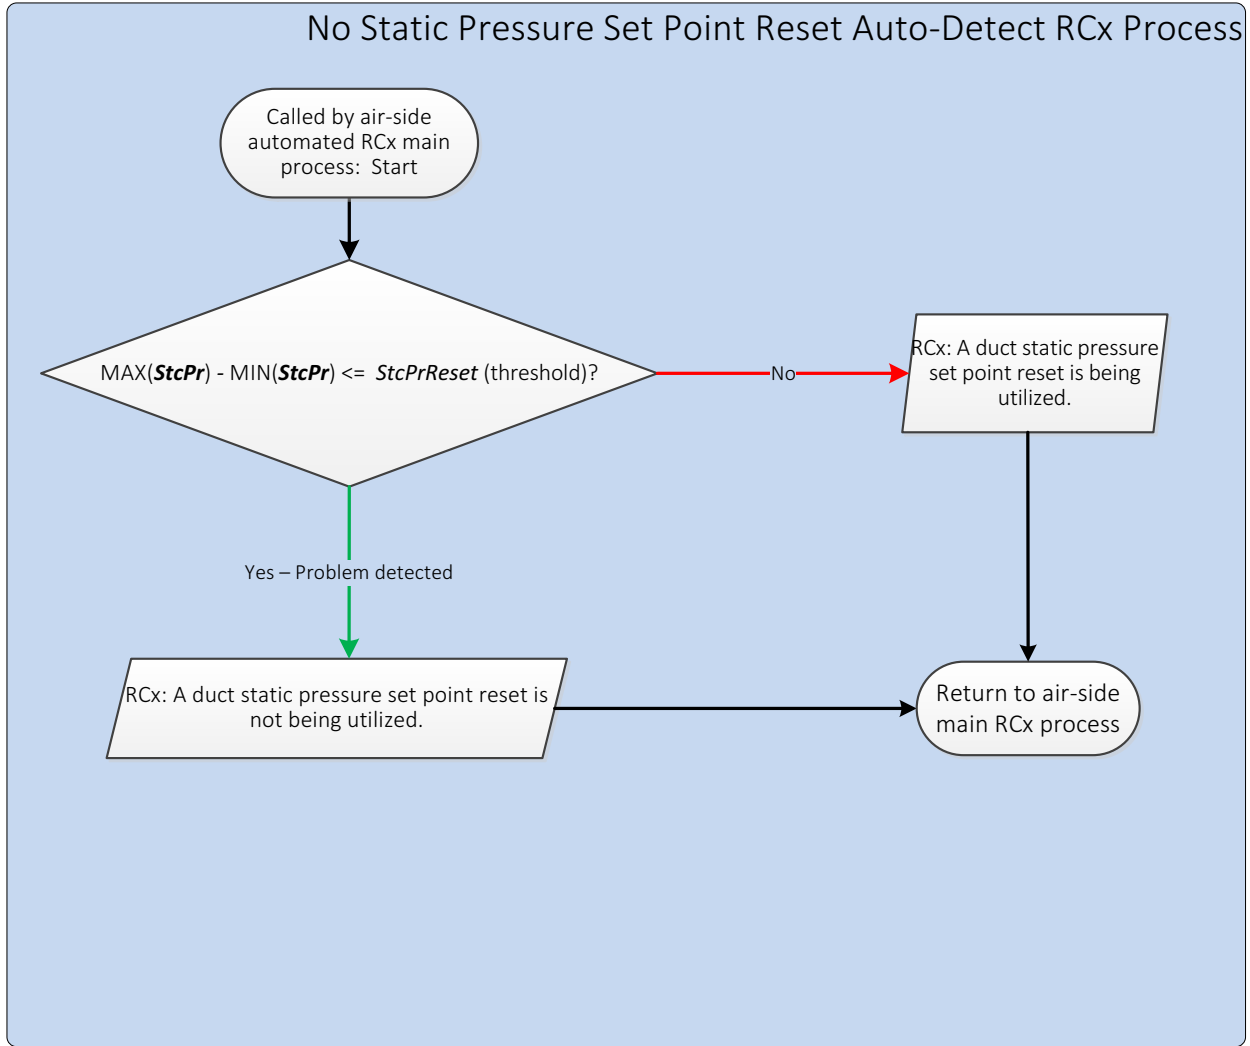 No Static Pressure Set Point Reset Auto-Detect RCx Process
Called by air-side
automated RCx main
process: Start
MAX(StcPr) - MIN(StcPr) <= StcPrReset (threshold)?
No
RCx: A duct static pressure
set point reset is being
utilized.
Yes – Problem detected
RCx: A duct static pressure set point reset is
not being utilized.
Return to air-side
main RCx process